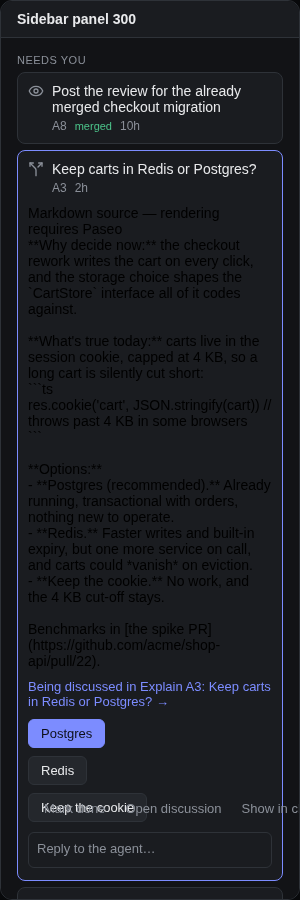 Sidebar panel 300
NEEDS YOU
Post the review for the already
merged checkout migration
A8 merged 10h
Keep carts in Redis or Postgres?
A3 2h
Markdown source — rendering
requires Paseo
**Why decide now:** the checkout
rework writes the cart on every click,
and the storage choice shapes the
`CartStore` interface all of it codes
against.
**What's true today:** carts live in the
session cookie, capped at 4 KB, so a
long cart is silently cut short:
```ts
res.cookie('cart', JSON.stringify(cart)) //
throws past 4 KB in some browsers
```
**Options:**
- **Postgres (recommended).** Already
running, transactional with orders,
nothing new to operate.
- **Redis.** Faster writes and built-in
expiry, but one more service on call,
and carts could *vanish* on eviction.
- **Keep the cookie.** No work, and
the 4 KB cut-off stays.
Benchmarks in [the spike PR]
(https://github.com/acme/shop-
api/pull/22).
Being discussed in Explain A3: Keep carts
in Redis or Postgres? →
Postgres
Redis
Keep the cookie
Open discussion Show in c
Reply to the agent…